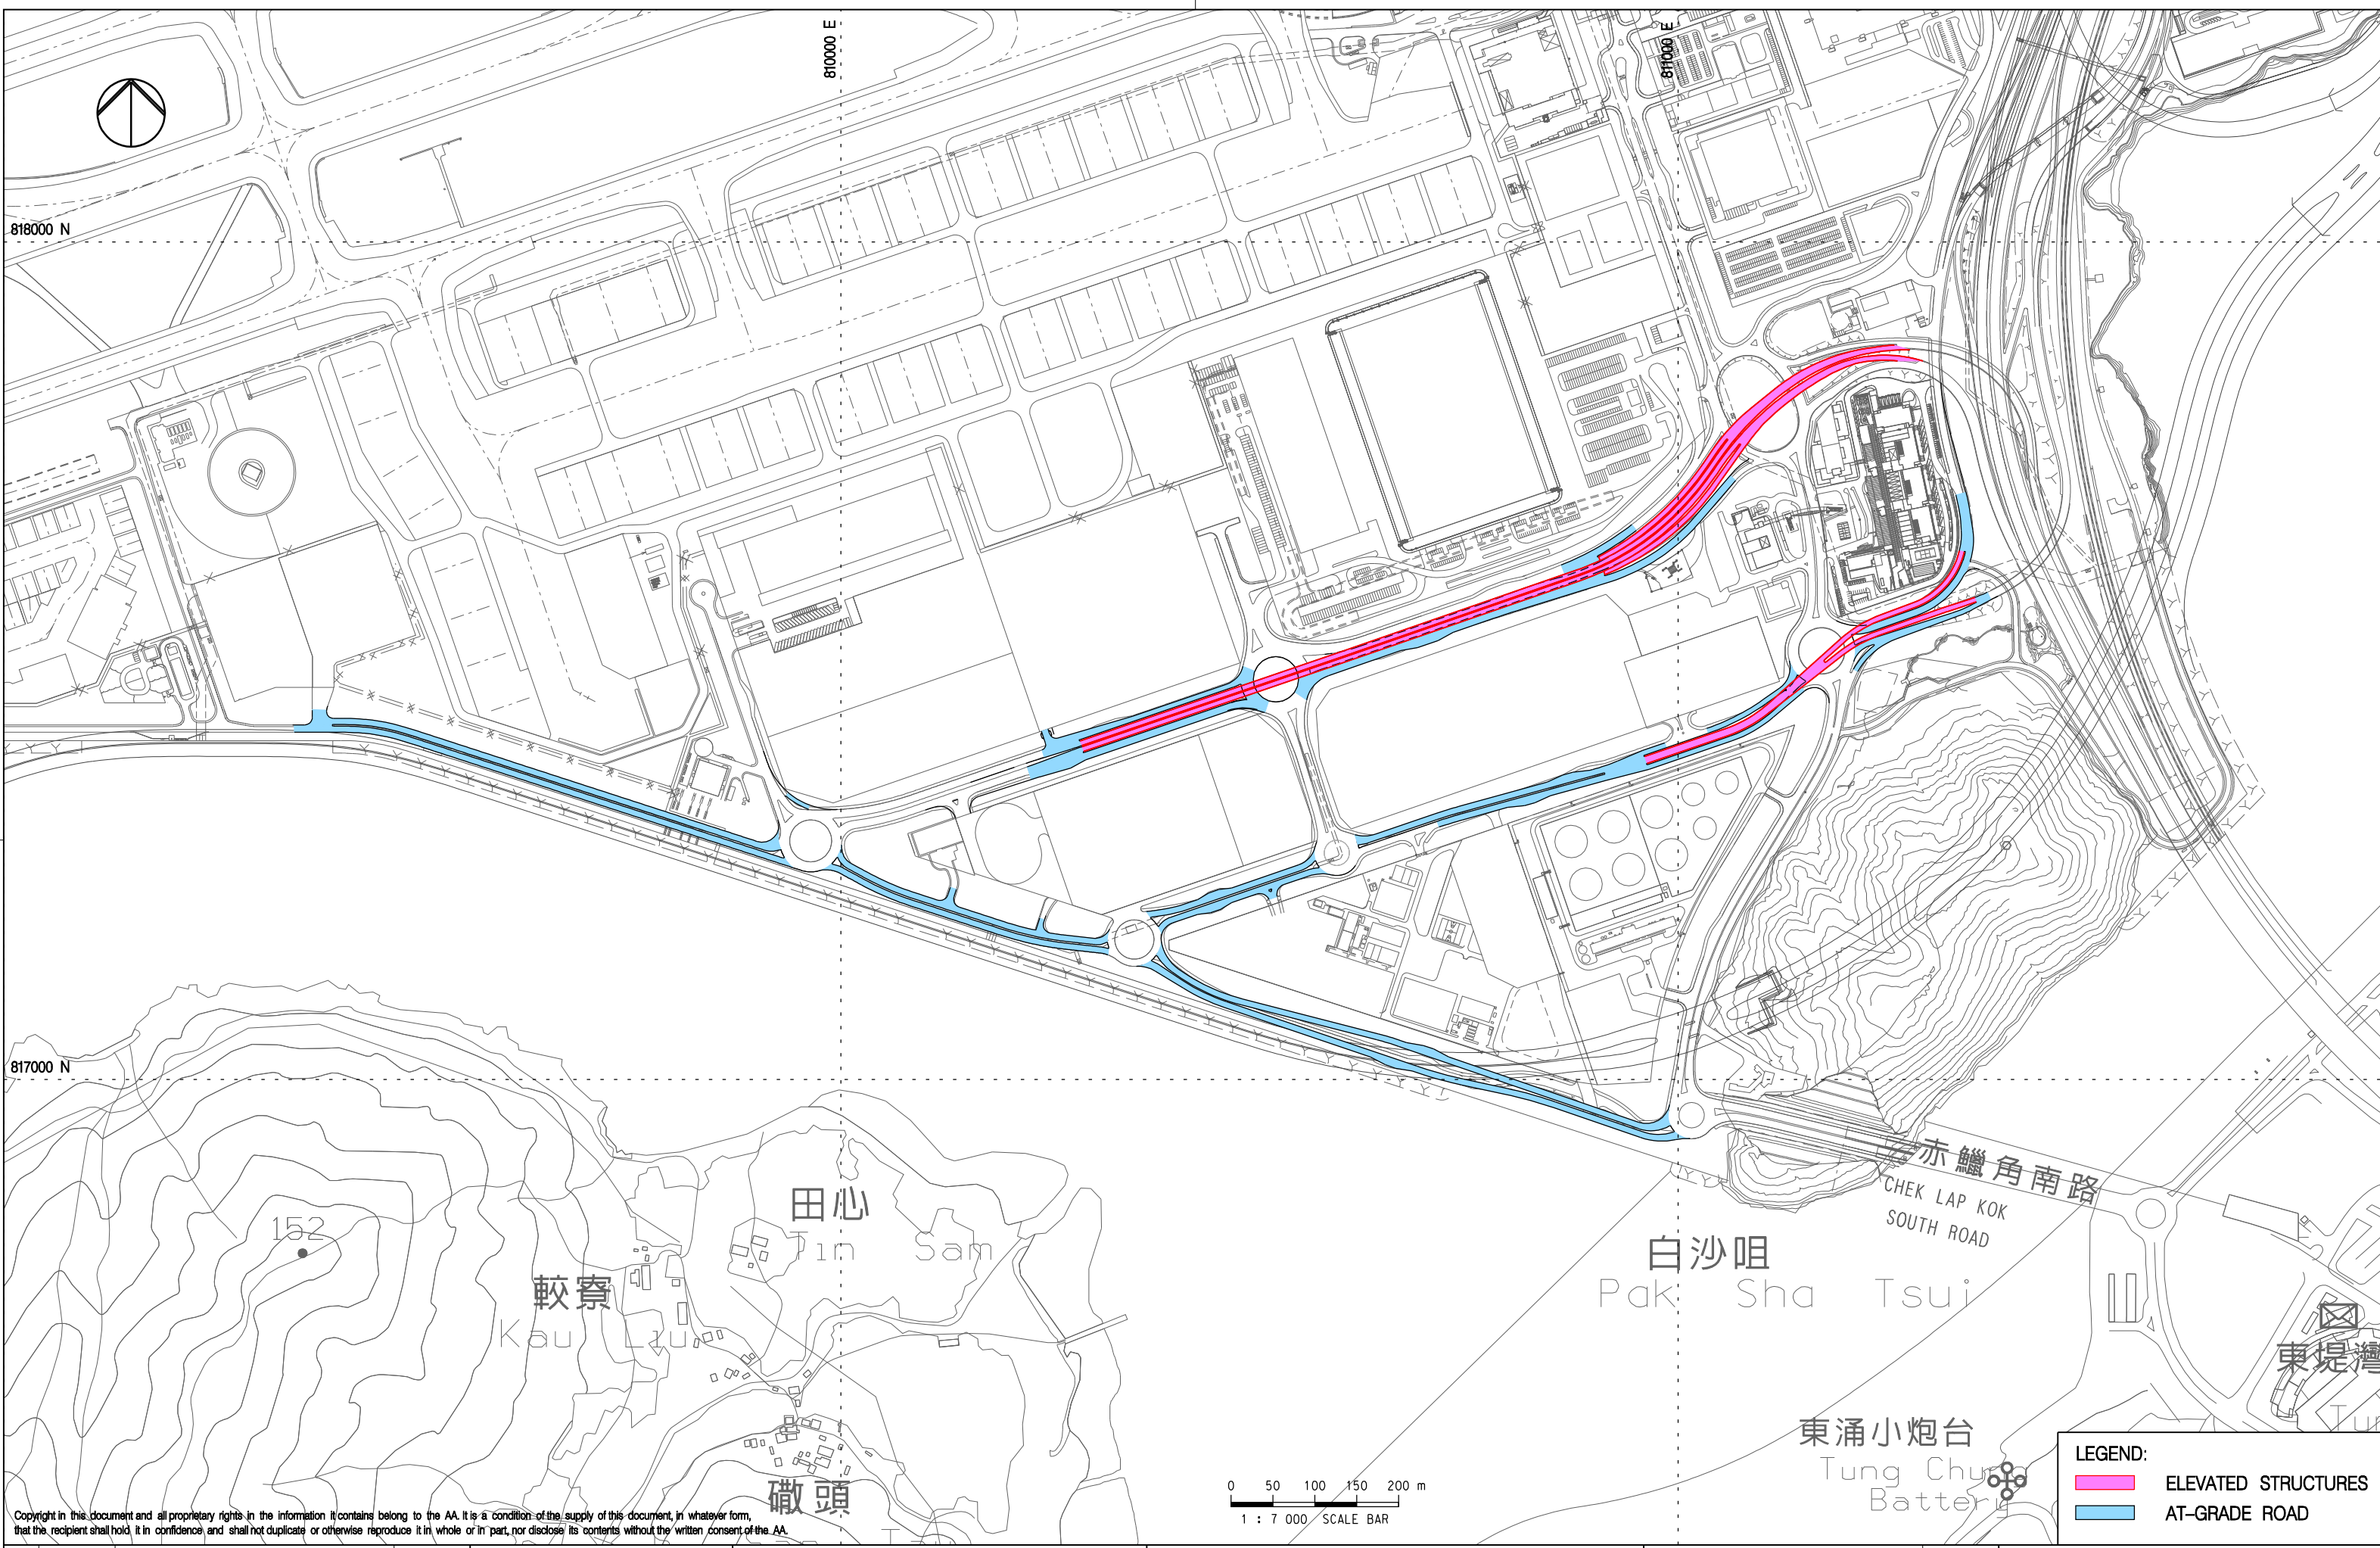 810000 E
811000 E
818000 N
817000 N
赤鱲角南路
CHEK LAP KOK
SOUTH ROAD
田心
Tin Sam
152
白沙咀
Pak Sha Tsui
較寮
Kau Liu
東堤灣
東涌小炮台
Tung Chung
Battery
磡頭
LEGEND:
ELEVATED STRUCTURES
AT-GRADE ROAD
0 50 100 150 200 m
1 : 7 000 SCALE BAR
Copyright in this document and all proprietary rights in the information it contains belong to the AA. It is a condition of the supply of this document, in whatever form,
that the recipient shall hold it in confidence and shall not duplicate or otherwise reproduce it in whole or in part, nor disclose its contents without the written consent of the AA.